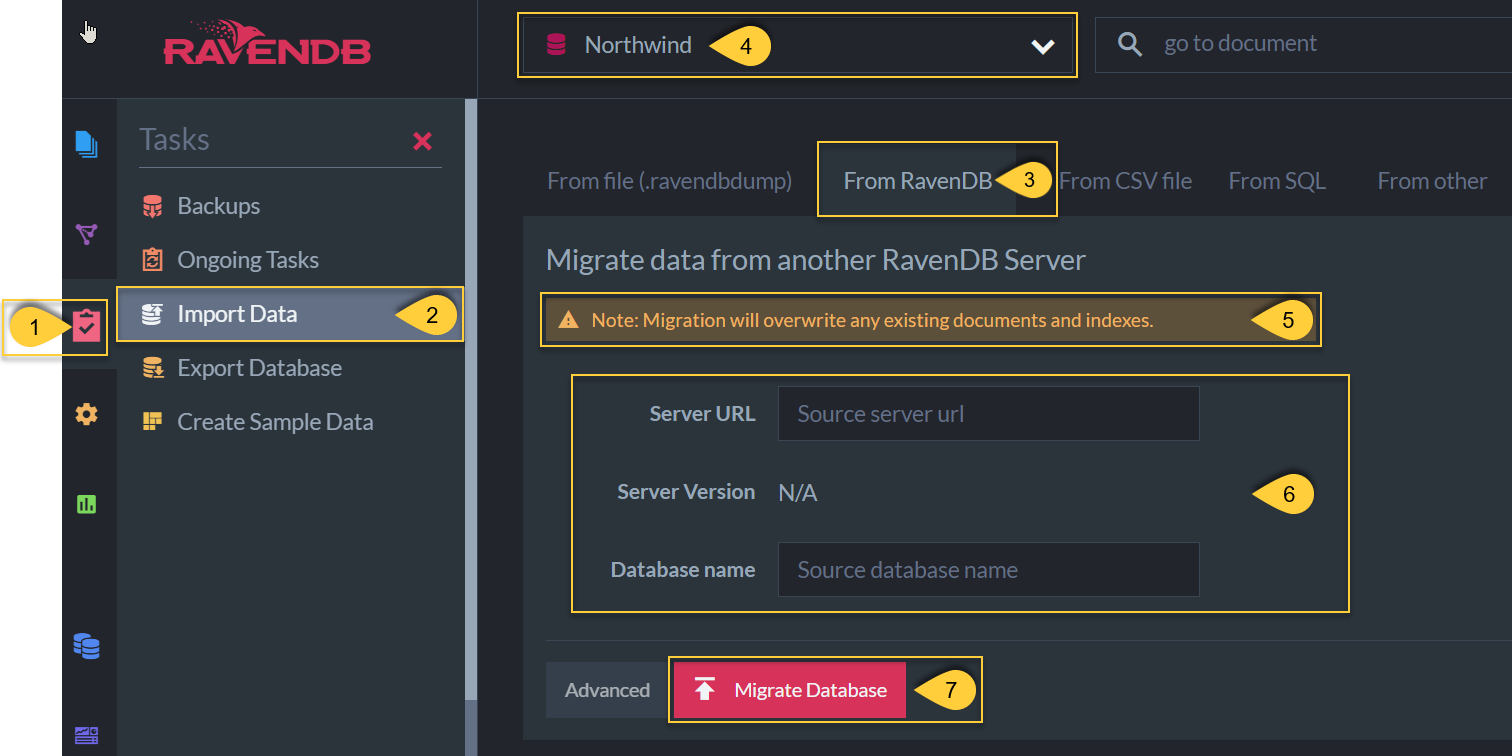 RAVENDB
Northwind
4
go to document
Tasks
Backups
Ongoing Tasks
1
Import Data
2
Export Database
Create Sample Data
From file (.ravendbdump)
From RavenDB
3
From CSV file
From SQL
From other
Migrate data from another RavenDB Server
Note: Migration will overwrite any existing documents and indexes.
5
Server URL
Source server url
Server Version
N/A
6
Database name
Source database name
Advanced
Migrate Database
7